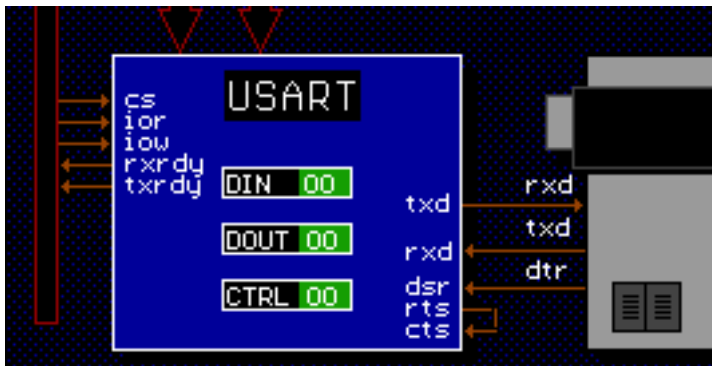 USART
cs
ior
iow
rxrdy
txrdy
DIN 00
DOUT 00
CTRL 00
txd
rxd
dsr
rts
cts
rxd
txd
dtr